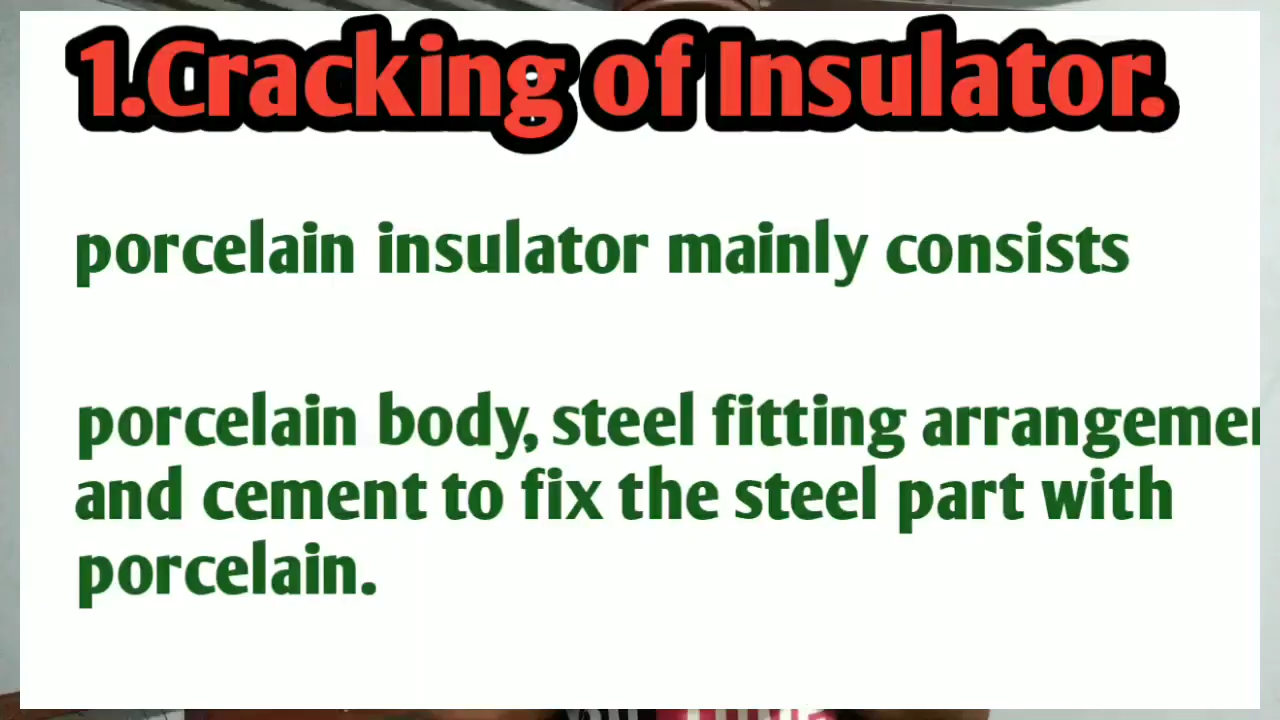 1.Cracking of Insulator.
porcelain insulator mainly consists
porcelain body, steel fitting arrangemen
and cement to fix the steel part with
porcelain.